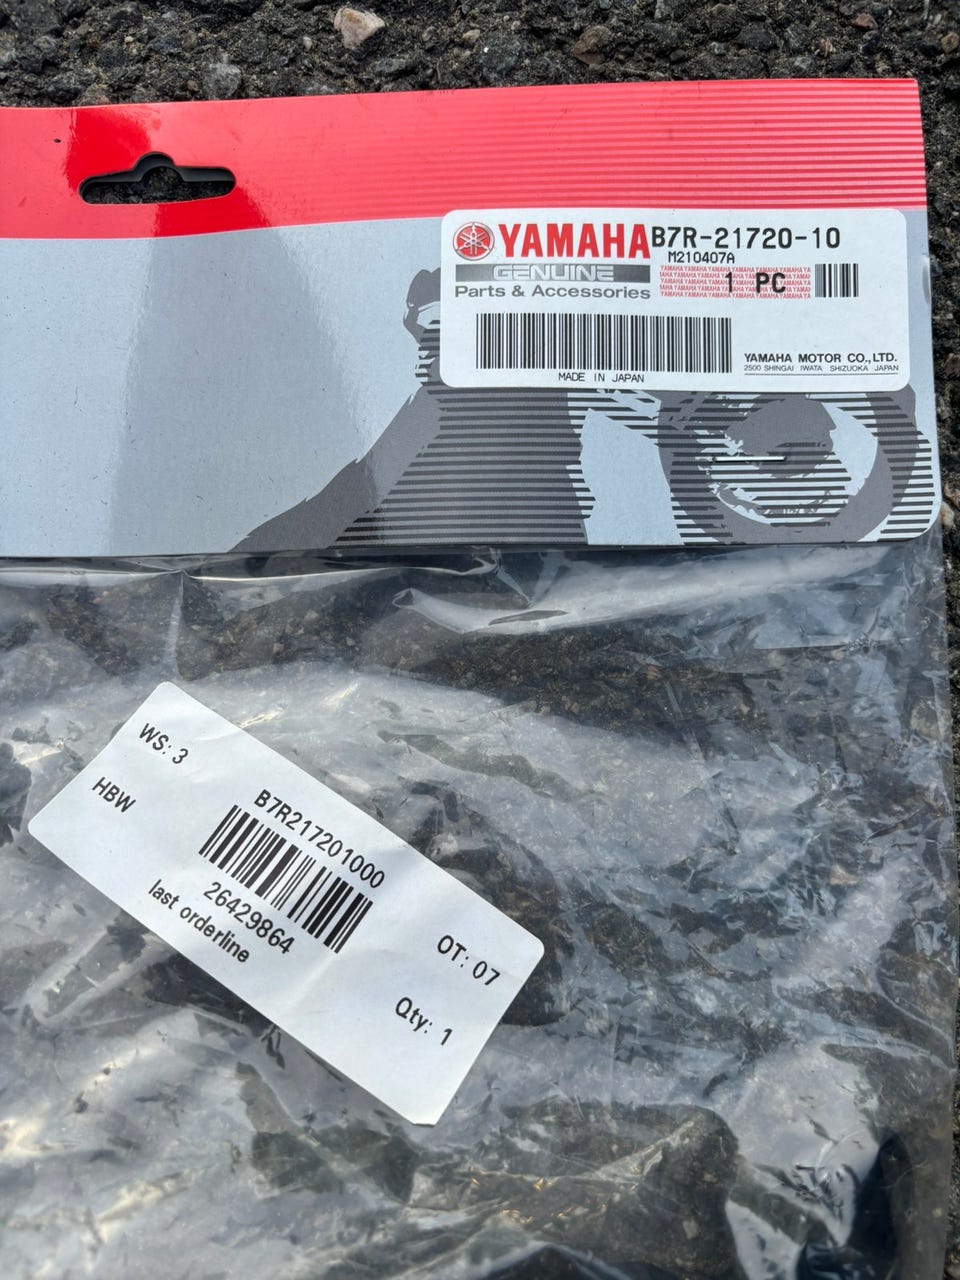 YAMAHA B7R-21720-10
M210407A
GENUINE
1 PC
Parts & Accessories
YAMAHA MOTOR CO., LTD.
2500 SHINGAI IWATA SHIZUOKA JAPAN
MADE IN JAPAN
WS: 3
HBW
B7R217201000
26429864
last orderline
OT: 07
Qty: 1